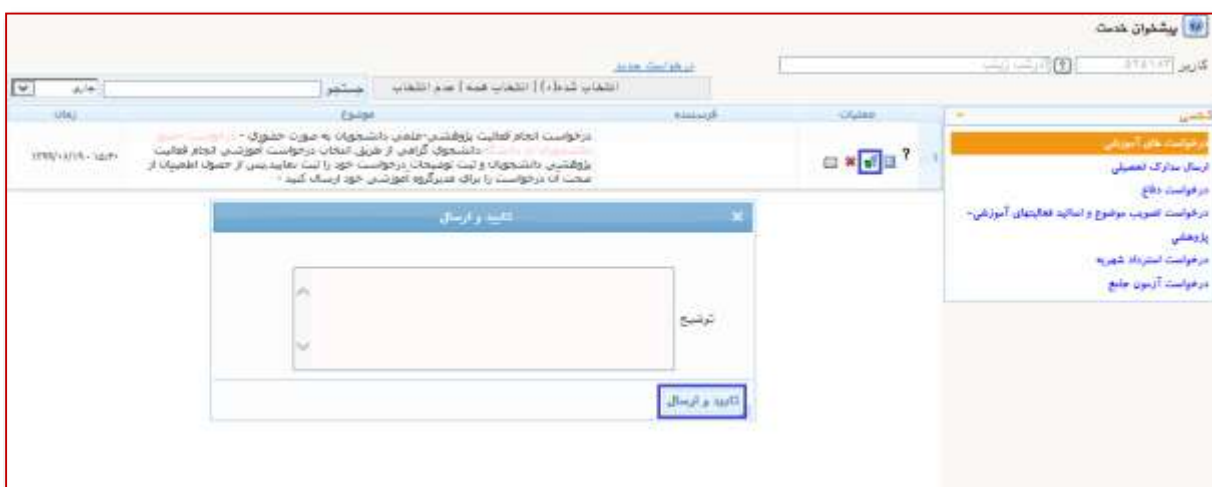 پیشخوان خدمت
کاربر
درخواست جدید
انتخاب شده(۰) [ انتخاب همه ] عدم انتخاب
جستجو
جاری
عملیات
فرستنده
موضوع
زمان
درخواست های آموزشی
ارسال مدارک تحصیلی
درخواست دفاع
درخواست تصویب موضوع و اساتید فعالیتهای آموزشی-
پژوهشی
درخواست استرداد شهریه
درخواست آزمون جامع
۱
?
درخواست انجام فعالیت پژوهشی-علمی دانشجویان به صورت حضوری - درخواست
دانشجوی گرامی از طریق انتخاب درخواست آموزشی انجام فعالیت
پژوهشی دانشجویان و ثبت توضیحات درخواست خود را ثبت نمایید.پس از حصول اطمینان از
صحت آن درخواست را برای مدیرگروه آموزشی خود ارسال کنید -
تایید و ارسال
توضیح
تایید و ارسال